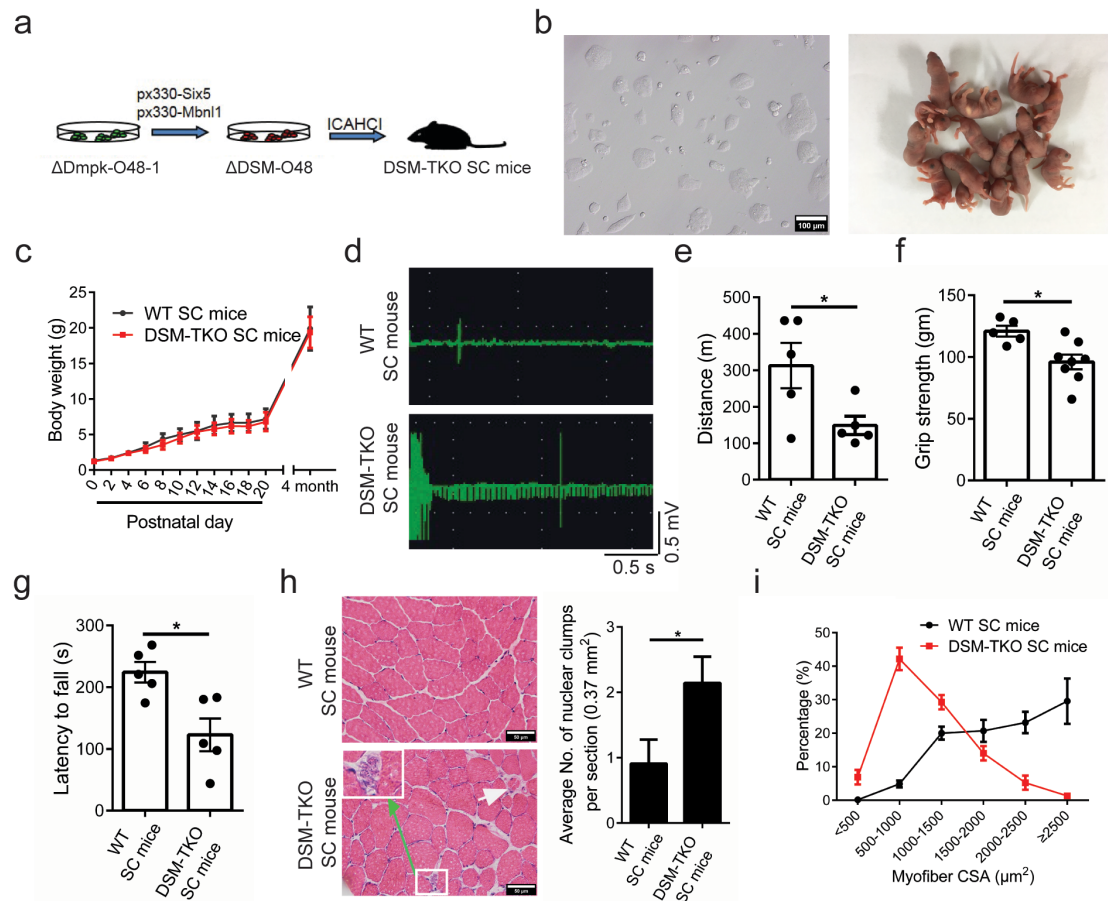 a
px330-Six5
px330-Mbnl1
ICAHCI
ΔDmpk-O48-1
ΔDSM-O48
DSM-TKO SC mice
b
100 μm
c
Body weight (g)
25
20
15
10
5
0
WT SC mice
DSM-TKO SC mice
0 2 4 6 8 10 12 14 16 18 20 4 month
Postnatal day
d
WT
SC mouse
DSM-TKO
SC mouse
0.5 mV
0.5 s
e
Distance (m)
500
400
300
200
100
0
*
WT
SC mice
DSM-TKO
SC mice
f
Grip strength (gm)
150
100
50
0
*
WT
SC mice
DSM-TKO
SC mice
g
Latency to fall (s)
300
200
100
0
*
WT
SC mice
DSM-TKO
SC mice
h
WT
SC mouse
50 μm
DSM-TKO
SC mouse
50 μm
Average No. of nuclear clumps
per section (0.37 mm²)
4
3
2
1
0
*
WT
SC mice
DSM-TKO
SC mice
i
WT SC mice
DSM-TKO SC mice
Percentage (%)
50
40
30
20
10
0
<500
500-1000
1000-1500
1500-2000
2000-2500
≥2500
Myofiber CSA (μm²)